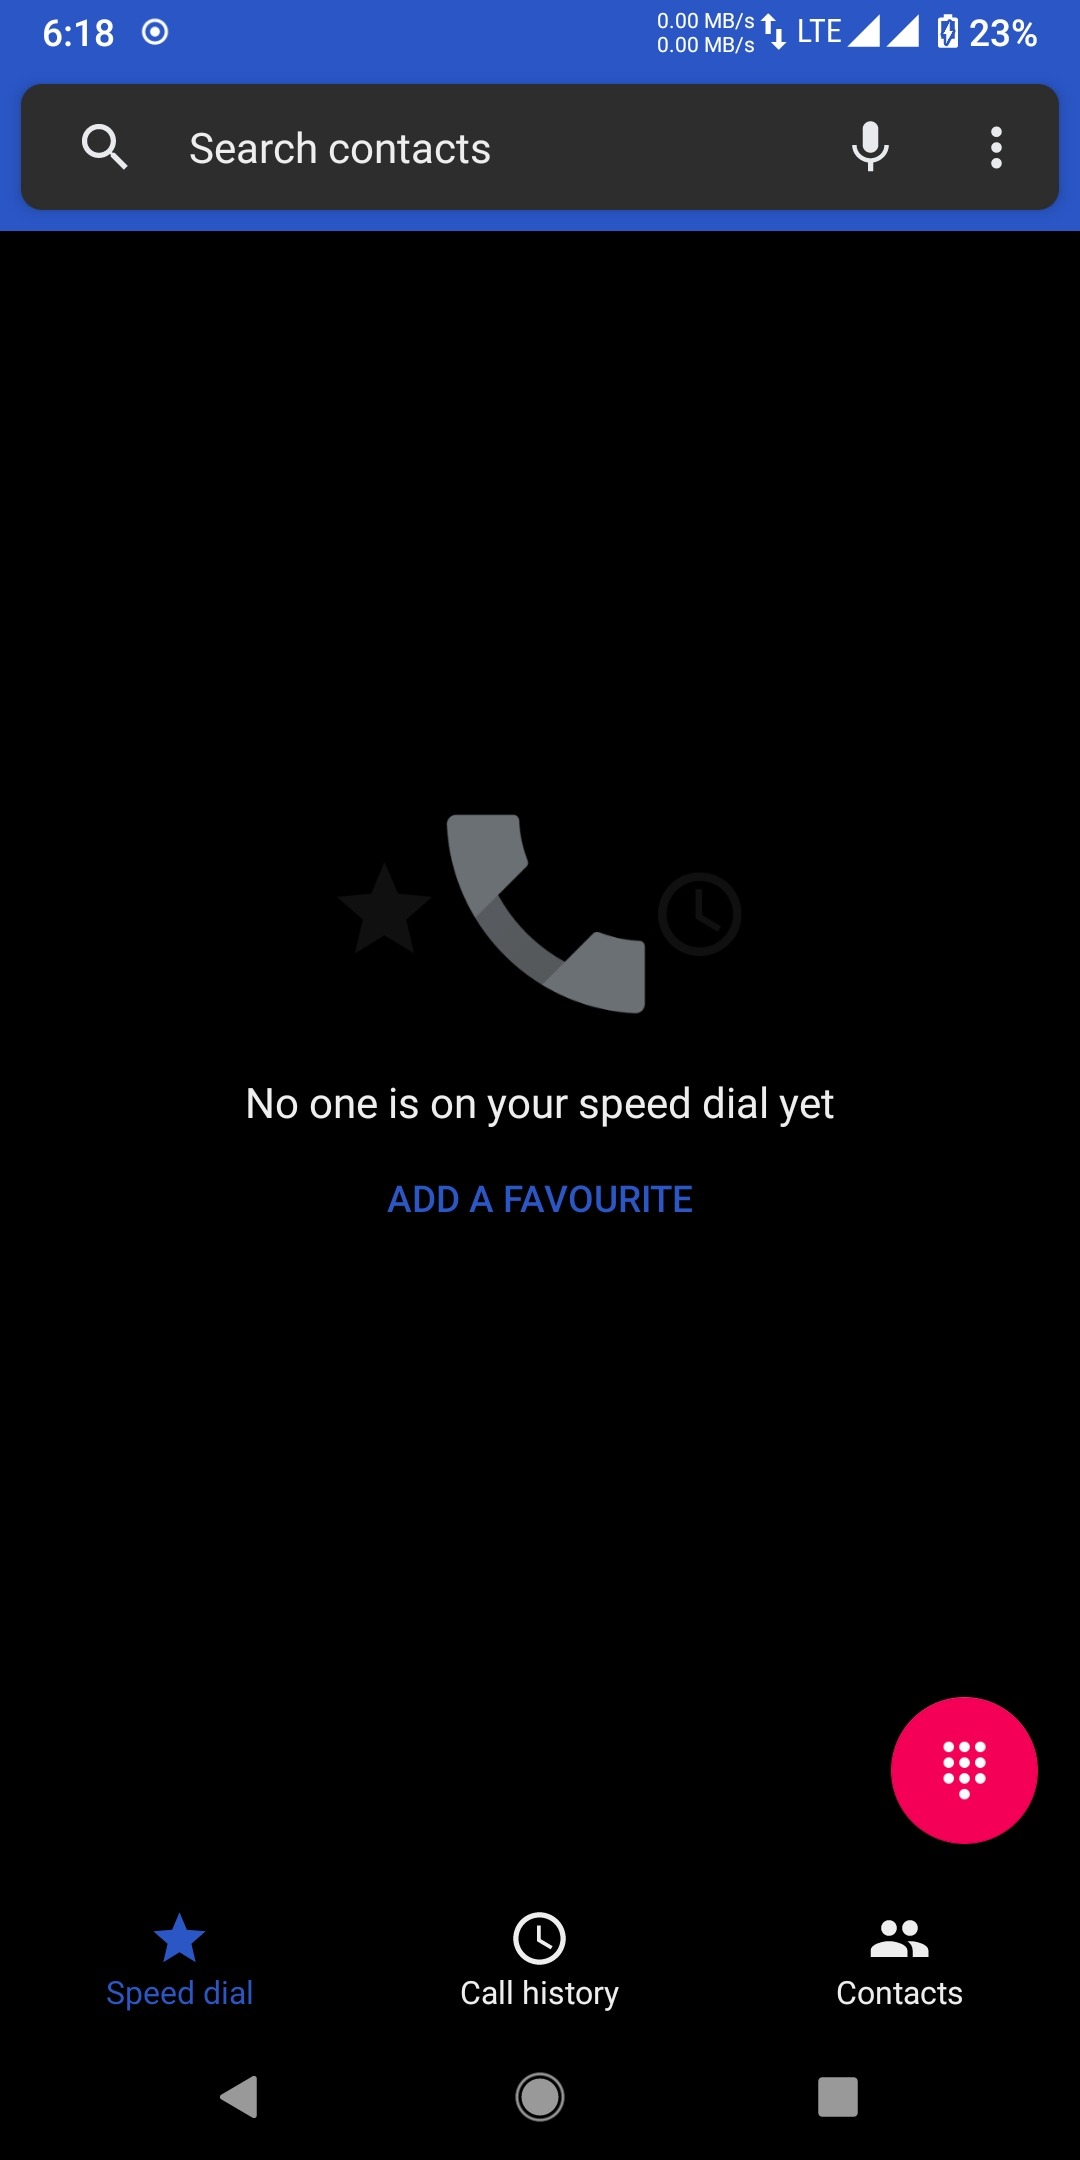 6:18
0.00 MB/s
0.00 MB/s
LTE
23%
Search contacts
No one is on your speed dial yet
ADD A FAVOURITE
Speed dial
Call history
Contacts